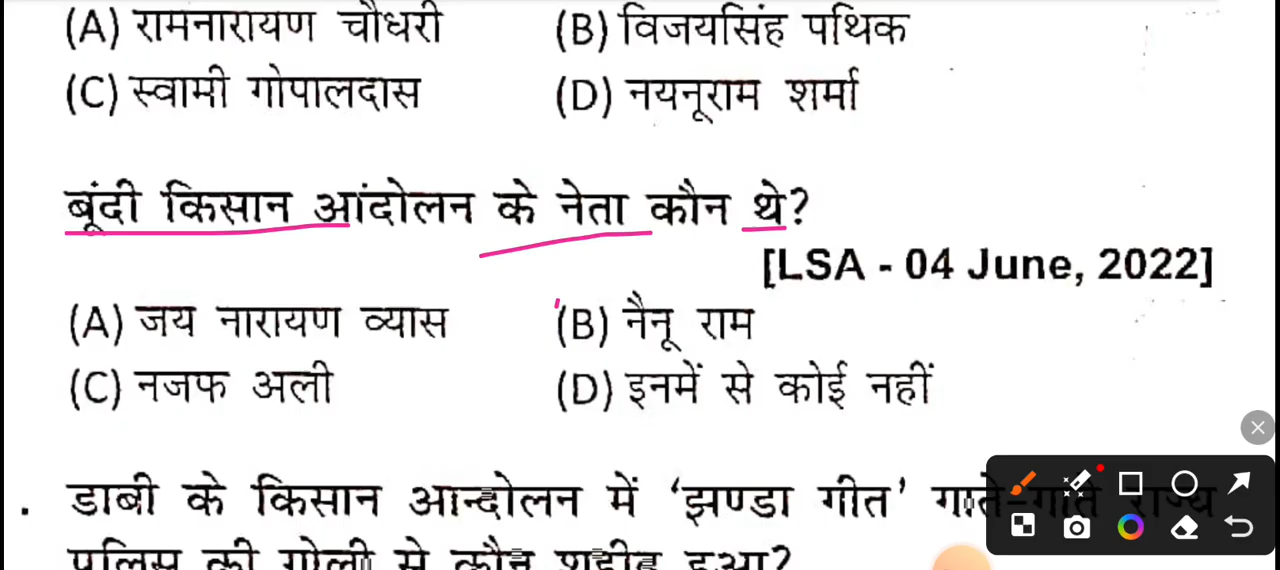 (A) रामनारायण चौधरी (B) विजयसिंह पथिक
(C) स्वामी गोपालदास (D) नयनूराम शर्मा
बूंदी किसान आंदोलन के नेता कौन थे?
[LSA - 04 June, 2022]
(A) जय नारायण व्यास (B) नैनू राम
(C) नजफ अली (D) इनमें से कोई नहीं
. डाबी के किसान आन्दोलन में ‘झण्डा गीत’ गाते-गाते राज्य
पुलिस की गोली से कौन शहीद हुआ?